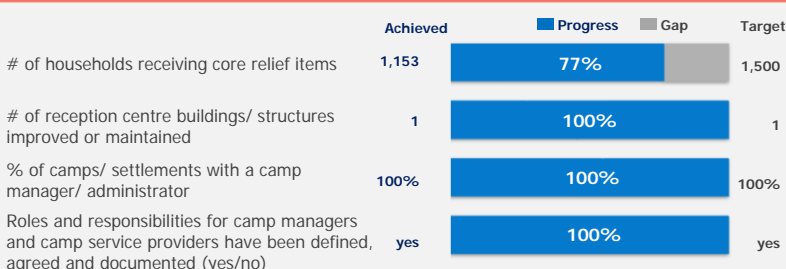 Achieved Progress Gap Target
# of households receiving core relief items 1,153 77% 1,500
# of reception centre buildings/ structures
improved or maintained 1 100% 1
% of camps/ settlements with a camp
manager/ administrator 100% 100% 100%
Roles and responsibilities for camp managers
and camp service providers have been defined, yes 100% yes
agreed and documented (yes/no)